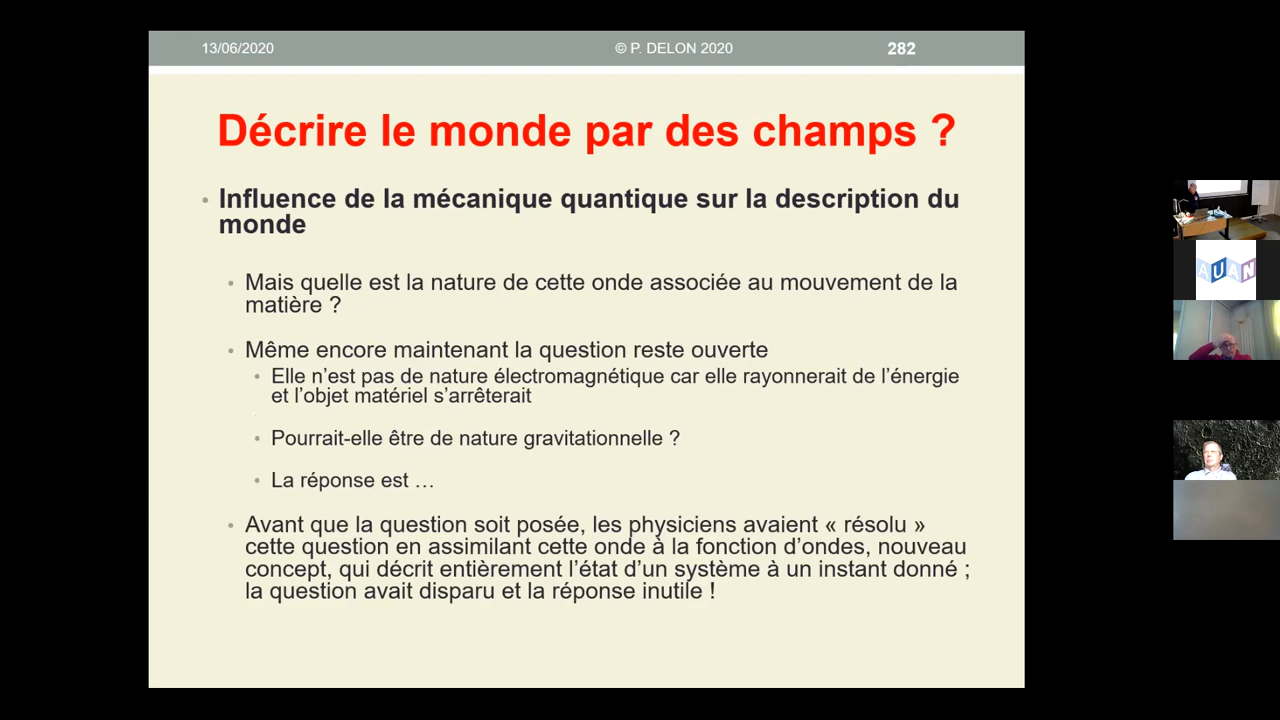 13/06/2020 © P. DELON 2020 282
Décrire le monde par des champs ?
• Influence de la mécanique quantique sur la description du
monde
• Mais quelle est la nature de cette onde associée au mouvement de la
matière ?
• Même encore maintenant la question reste ouverte
• Elle n’est pas de nature électromagnétique car elle rayonnerait de l’énergie
et l’objet matériel s’arrêterait
• Pourrait-elle être de nature gravitationnelle ?
• La réponse est …
• Avant que la question soit posée, les physiciens avaient « résolu »
cette question en assimilant cette onde à la fonction d’ondes, nouveau
concept, qui décrit entièrement l’état d’un système à un instant donné ;
la question avait disparu et la réponse inutile !
AUAN